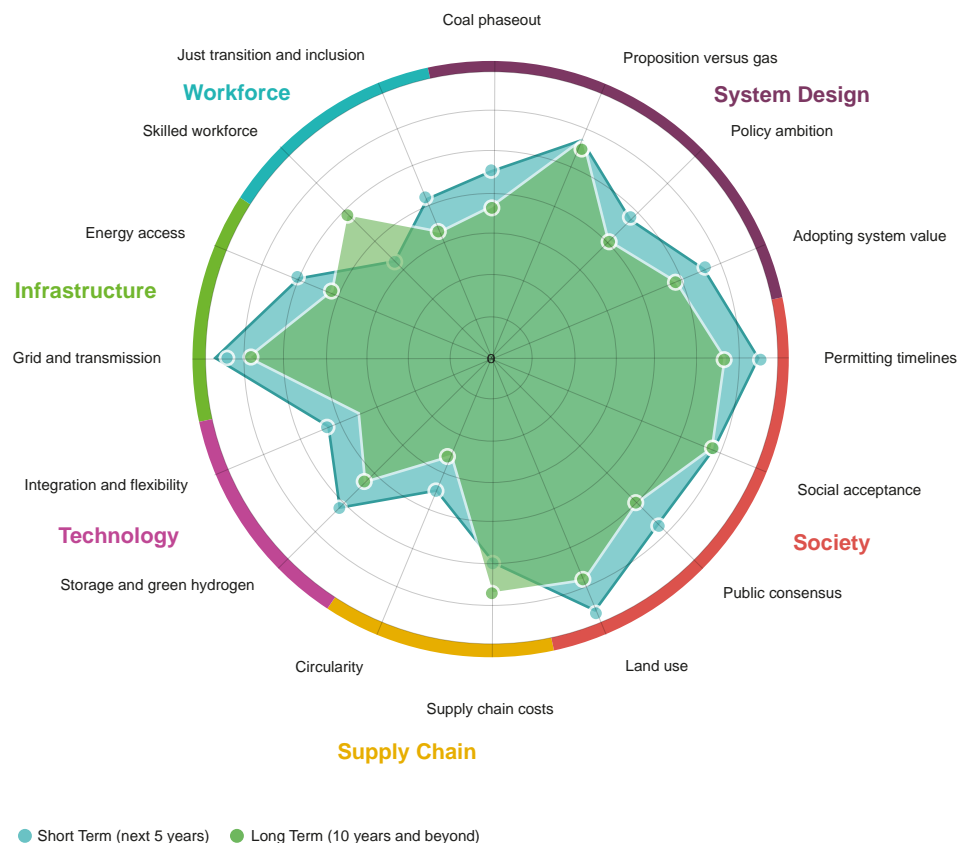 Coal phaseout
Just transition and inclusion
Proposition versus gas
Workforce
System Design
Skilled workforce
Policy ambition
Energy access
Adopting system value
Infrastructure
Grid and transmission
0
Permitting timelines
Integration and flexibility
Social acceptance
Technology
Society
Storage and green hydrogen
Public consensus
Circularity
Land use
Supply chain costs
Supply Chain
Short Term (next 5 years)
Long Term (10 years and beyond)